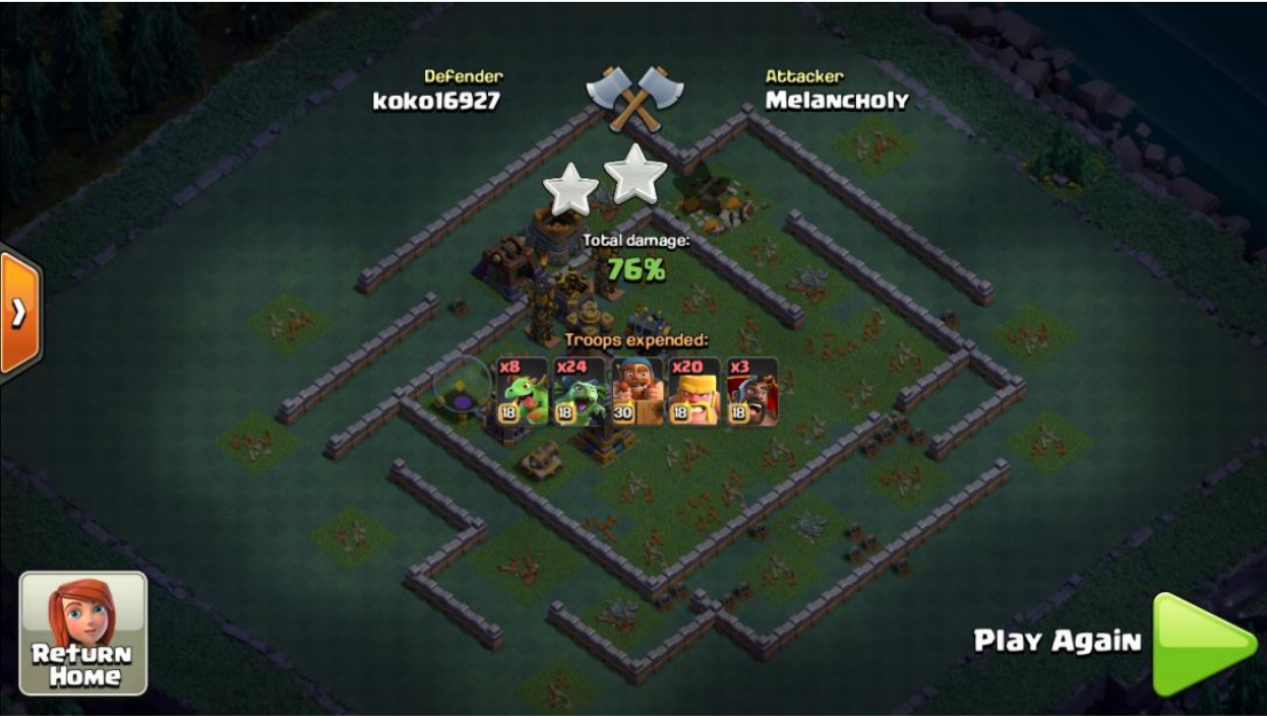 Defender
koko16927
Attacker
Melancholy
Total damage:
76%
Troops expended:
x8 x24 x20 x3
18 18 30 18 18
Return
Home
Play Again